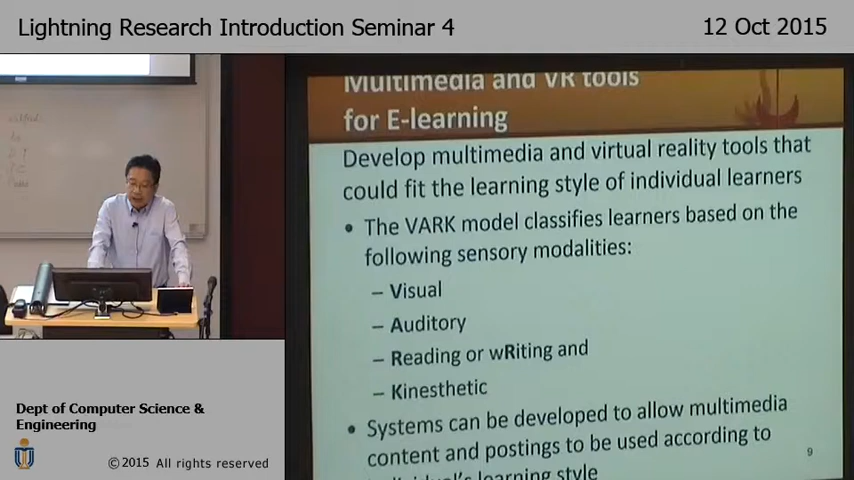 Lightning Research Introduction Seminar 4
12 Oct 2015
Multimedia and VR tools
for E-learning
Develop multimedia and virtual reality tools that
could fit the learning style of individual learners
• The VARK model classifies learners based on the
following sensory modalities:
– Visual
– Auditory
– Reading or wRiting and
– Kinesthetic
• Systems can be developed to allow multimedia
content and postings to be used according to
individual's learning style
9
Dept of Computer Science &
Engineering
©2015 All rights reserved